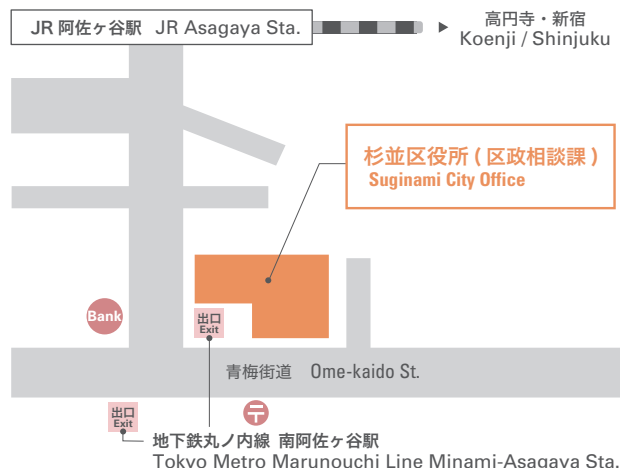 JR 阿佐ヶ谷駅 JR Asagaya Sta.
高円寺・新宿
Koenji / Shinjuku
杉並区役所 ( 区政相談課 )
Suginami City Office
Bank
出口
Exit
青梅街道 Ome-kaido St.
出口
Exit
〒
地下鉄丸ノ内線 南阿佐ヶ谷駅
Tokyo Metro Marunouchi Line Minami-Asagaya Sta.